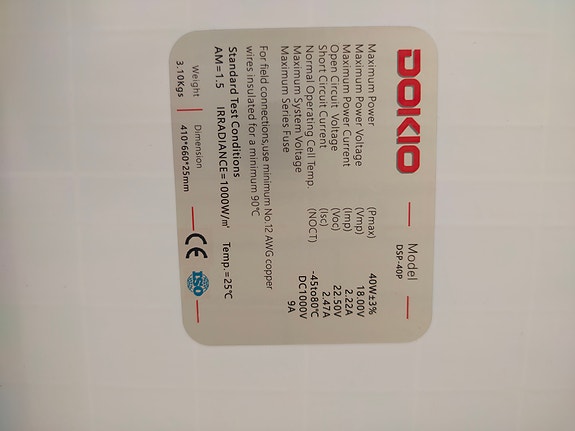 DOKIO
Model
DSP-40P
Maximum Power (Pmax) 40W±3%
Maximum Power Voltage (Vmp) 18.00V
Maximum Power Current (Imp) 2.22A
Open Circuit Voltage (Voc) 22.50V
Short Circuit Current (Isc) 2.47A
Normal Operating Cell Temp (NOCT) -45to80℃
Maximum System Voltage DC1000V
Maximum Series Fuse 9A
For field connections,use minimum No.12 AWG copper
wires insulated for a minimum 90℃
Standard Test Conditions
AM=1.5 IRRADIANCE=1000W/㎡ Temp.=25℃
Weight Dimension
3.10Kgs 410*660*25mm
CE ISO